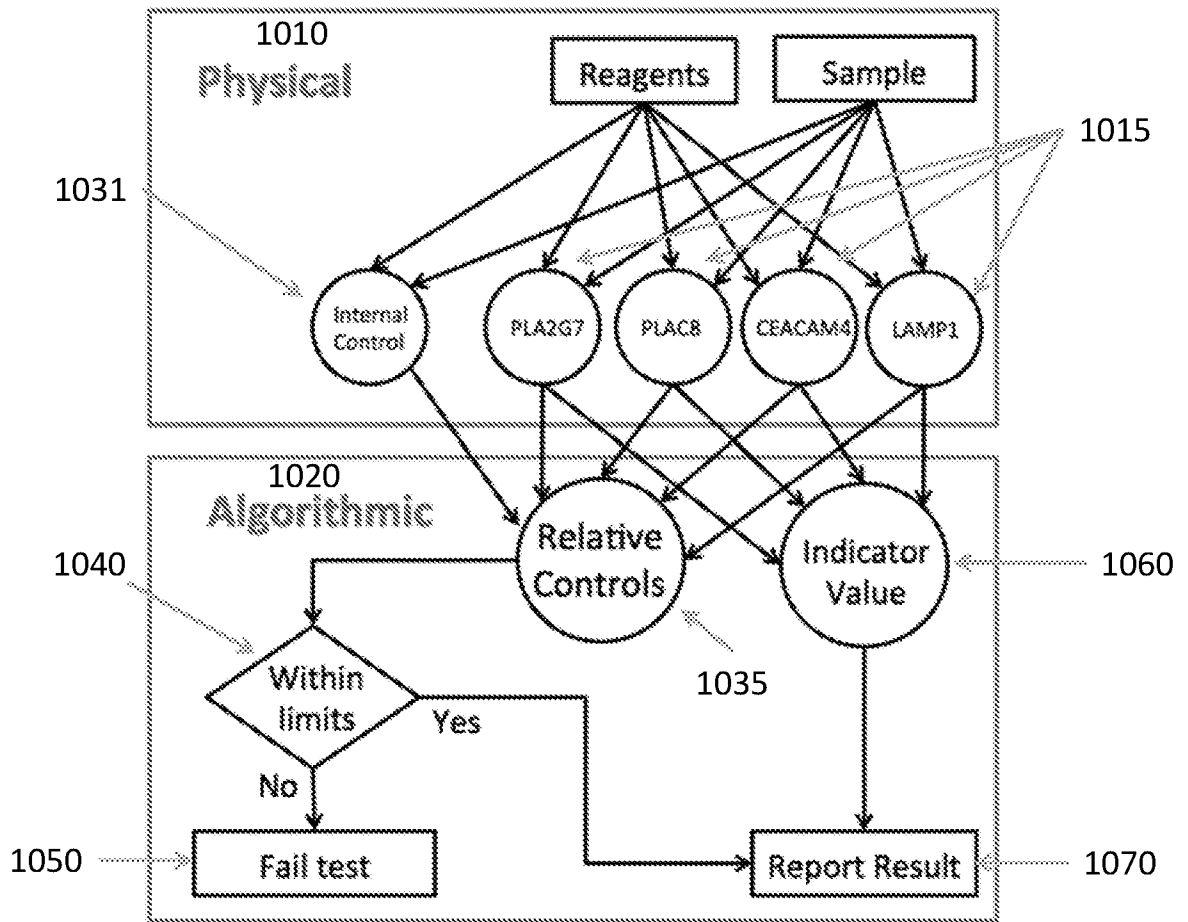 1010
Physical
Reagents
Sample
1015
1031
Internal
Control
PLA2G7
PLAC8
CEACAM4
LAMP1
1020
Algorithmic
1040
Relative
Controls
Indicator
Value
1060
1035
Within
limits
Yes
No
1050
Fail test
Report Result
1070